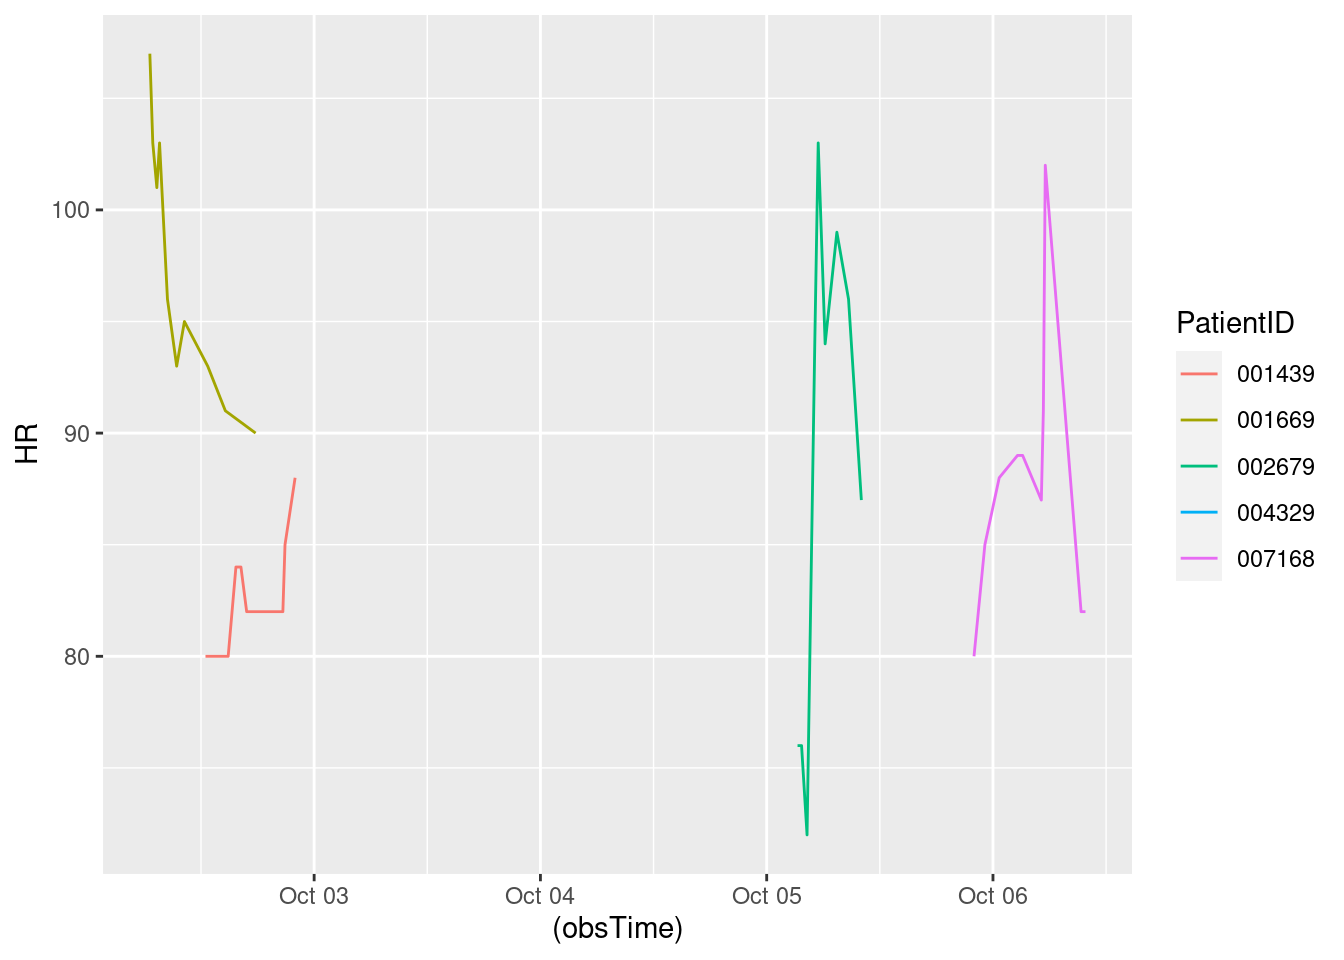 HR
100
90
80
Oct 03
Oct 04
Oct 05
Oct 06
(obsTime)
PatientID
001439
001669
002679
004329
007168